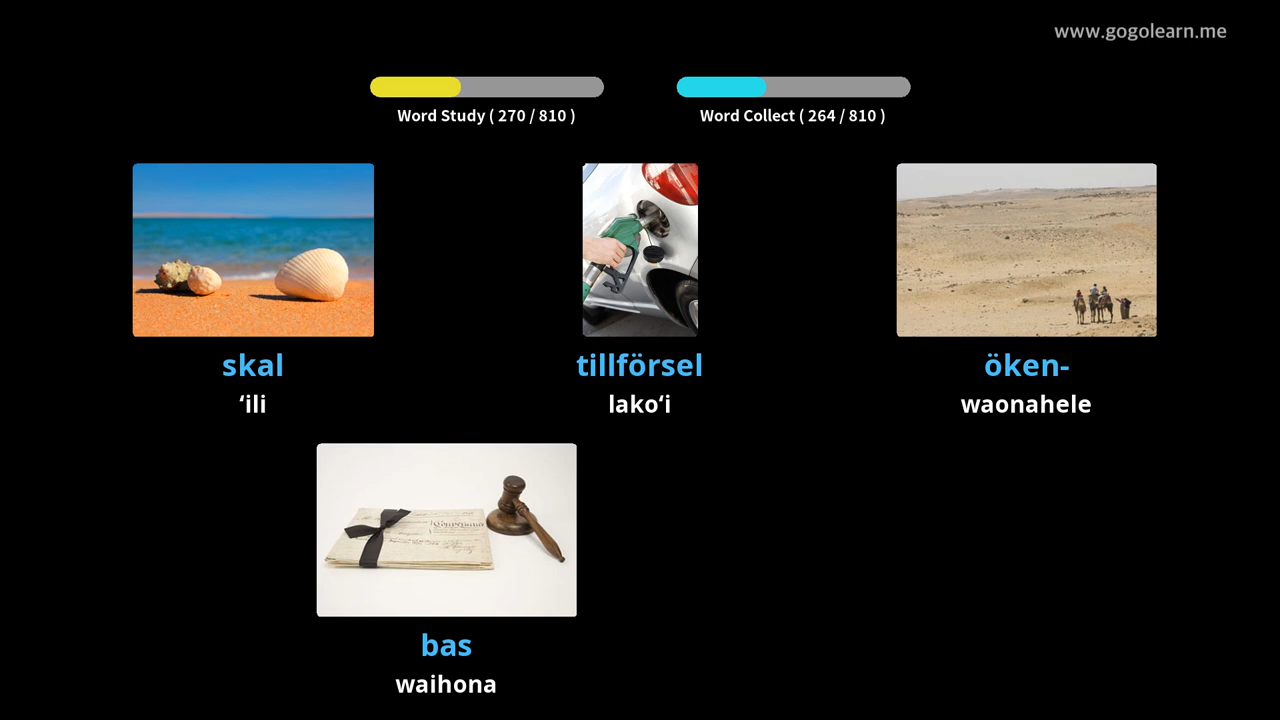 www.gogolearn.me
Word Study ( 270 / 810 )
Word Collect ( 264 / 810 )
skal
ʻili
tillförsel
lakoʻi
öken-
waonahele
bas
waihona